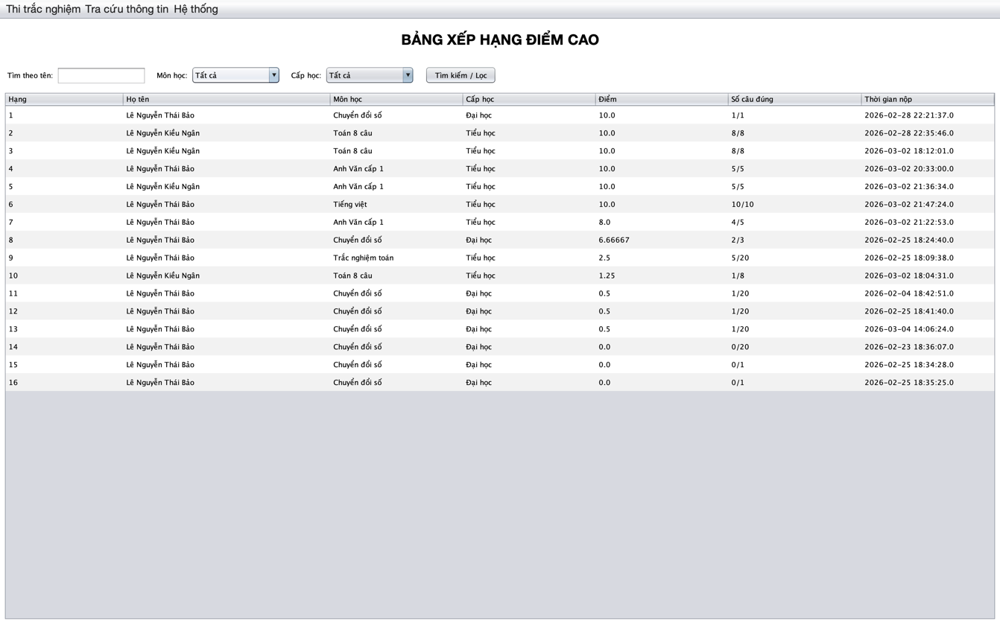 Thi trắc nghiệm Tra cứu thông tin Hệ thống
BẢNG XẾP HẠNG ĐIỂM CAO
Tìm theo tên: Môn học: Tất cả Cấp học: Tất cả Tìm kiếm / Lọc
Hạng Họ tên Môn học Cấp học Điểm Số câu đúng Thời gian nộp
1 Lê Nguyễn Thái Bảo Chuyển đổi số Đại học 10.0 1/1 2026-02-28 22:21:37.0
2 Lê Nguyễn Kiều Ngân Toán 8 câu Tiểu học 10.0 8/8 2026-02-28 22:35:46.0
3 Lê Nguyễn Kiều Ngân Toán 8 câu Tiểu học 10.0 8/8 2026-03-02 18:12:01.0
4 Lê Nguyễn Thái Bảo Anh Văn cấp 1 Tiểu học 10.0 5/5 2026-03-02 20:33:00.0
5 Lê Nguyễn Kiều Ngân Anh Văn cấp 1 Tiểu học 10.0 5/5 2026-03-02 21:36:34.0
6 Lê Nguyễn Thái Bảo Tiếng việt Tiểu học 10.0 10/10 2026-03-02 21:47:24.0
7 Lê Nguyễn Thái Bảo Anh Văn cấp 1 Tiểu học 8.0 4/5 2026-03-02 21:22:53.0
8 Lê Nguyễn Thái Bảo Chuyển đổi số Đại học 6.66667 2/3 2026-02-25 18:24:40.0
9 Lê Nguyễn Thái Bảo Trắc nghiệm toán Tiểu học 2.5 5/20 2026-02-25 18:09:38.0
10 Lê Nguyễn Kiều Ngân Toán 8 câu Tiểu học 1.25 1/8 2026-03-02 18:04:31.0
11 Lê Nguyễn Thái Bảo Chuyển đổi số Đại học 0.5 1/20 2026-02-04 18:42:51.0
12 Lê Nguyễn Thái Bảo Chuyển đổi số Đại học 0.5 1/20 2026-02-25 18:41:40.0
13 Lê Nguyễn Thái Bảo Chuyển đổi số Đại học 0.5 1/20 2026-03-04 14:06:24.0
14 Lê Nguyễn Thái Bảo Chuyển đổi số Đại học 0.0 0/20 2026-02-23 18:36:07.0
15 Lê Nguyễn Thái Bảo Chuyển đổi số Đại học 0.0 0/1 2026-02-25 18:34:28.0
16 Lê Nguyễn Thái Bảo Chuyển đổi số Đại học 0.0 0/1 2026-02-25 18:35:25.0